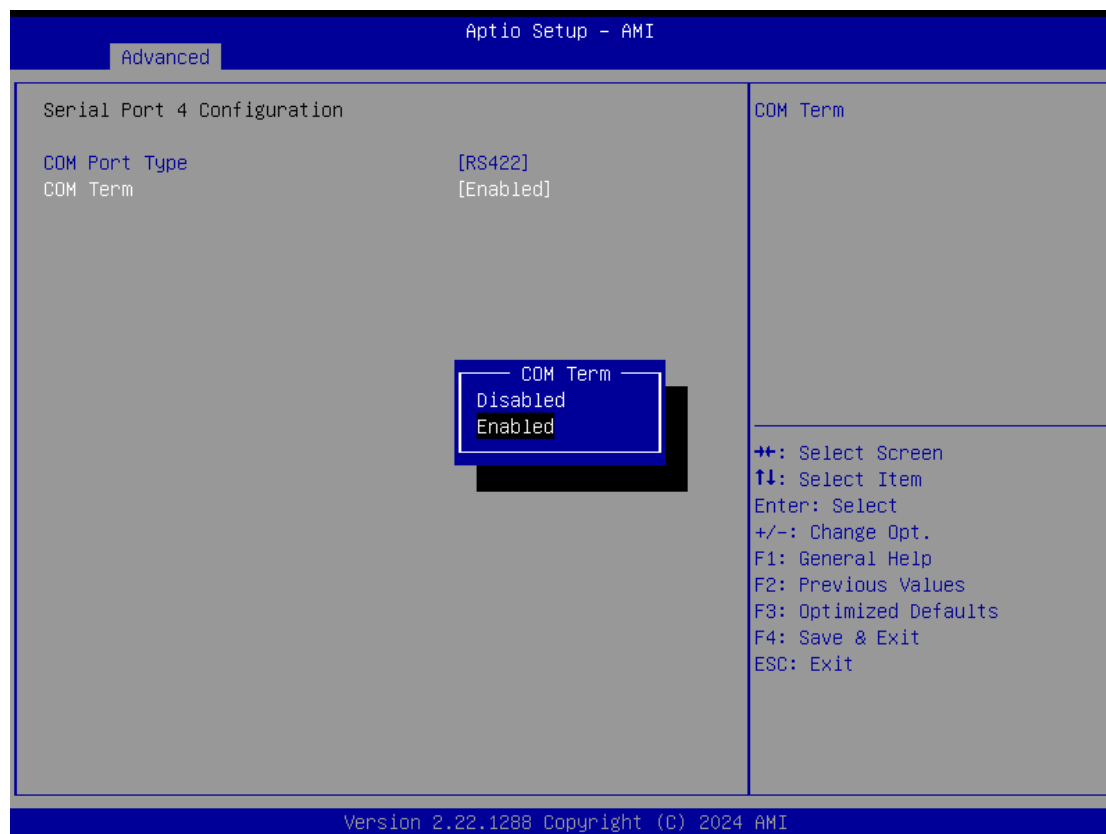 Aptio Setup – AMI
Advanced
Serial Port 4 Configuration
COM Port Type [RS422]
COM Term [Enabled]
COM Term
Disabled
Enabled
COM Term
→←: Select Screen
↑↓: Select Item
Enter: Select
+/-: Change Opt.
F1: General Help
F2: Previous Values
F3: Optimized Defaults
F4: Save & Exit
ESC: Exit
Version 2.22.1288 Copyright (C) 2024 AMI